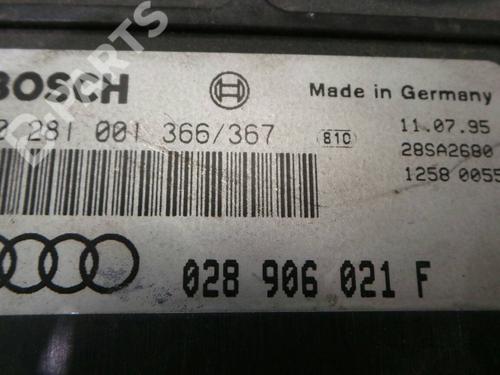 BOSCH
Made in Germany
0 281 001 366/367
810
11.07.95
28SA2680
1258 0055
028 906 021 F
B-PARTS